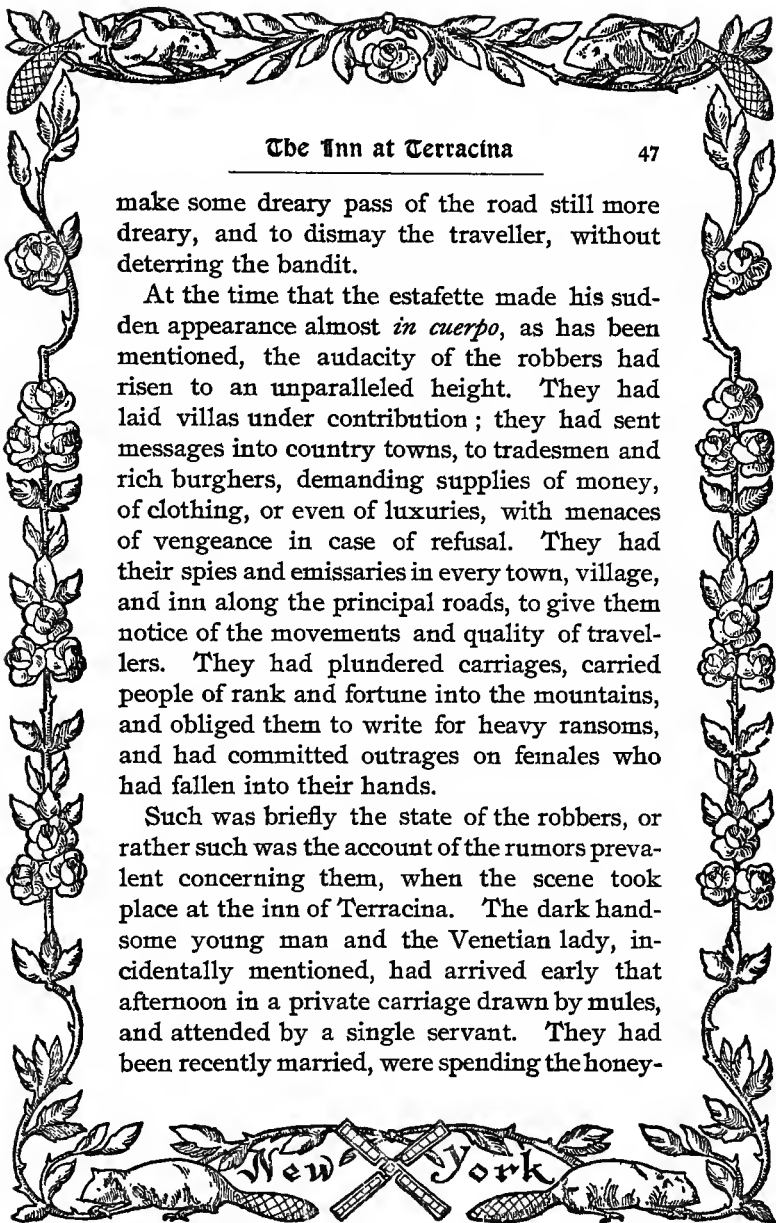 The Inn at Terracina 47
make some dreary pass of the road still more
dreary, and to dismay the traveller, without
deterring the bandit.
At the time that the estafette made his sud-
den appearance almost in cuerpo, as has been
mentioned, the audacity of the robbers had
risen to an unparalleled height. They had
laid villas under contribution ; they had sent
messages into country towns, to tradesmen and
rich burghers, demanding supplies of money,
of clothing, or even of luxuries, with menaces
of vengeance in case of refusal. They had
their spies and emissaries in every town, village,
and inn along the principal roads, to give them
notice of the movements and quality of travel-
lers. They had plundered carriages, carried
people of rank and fortune into the mountains,
and obliged them to write for heavy ransoms,
and had committed outrages on females who
had fallen into their hands.
Such was briefly the state of the robbers, or
rather such was the account of the rumors preva-
lent concerning them, when the scene took
place at the inn of Terracina. The dark hand-
some young man and the Venetian lady, in-
cidentally mentioned, had arrived early that
afternoon in a private carriage drawn by mules,
and attended by a single servant. They had
been recently married, were spending the honey-
New York